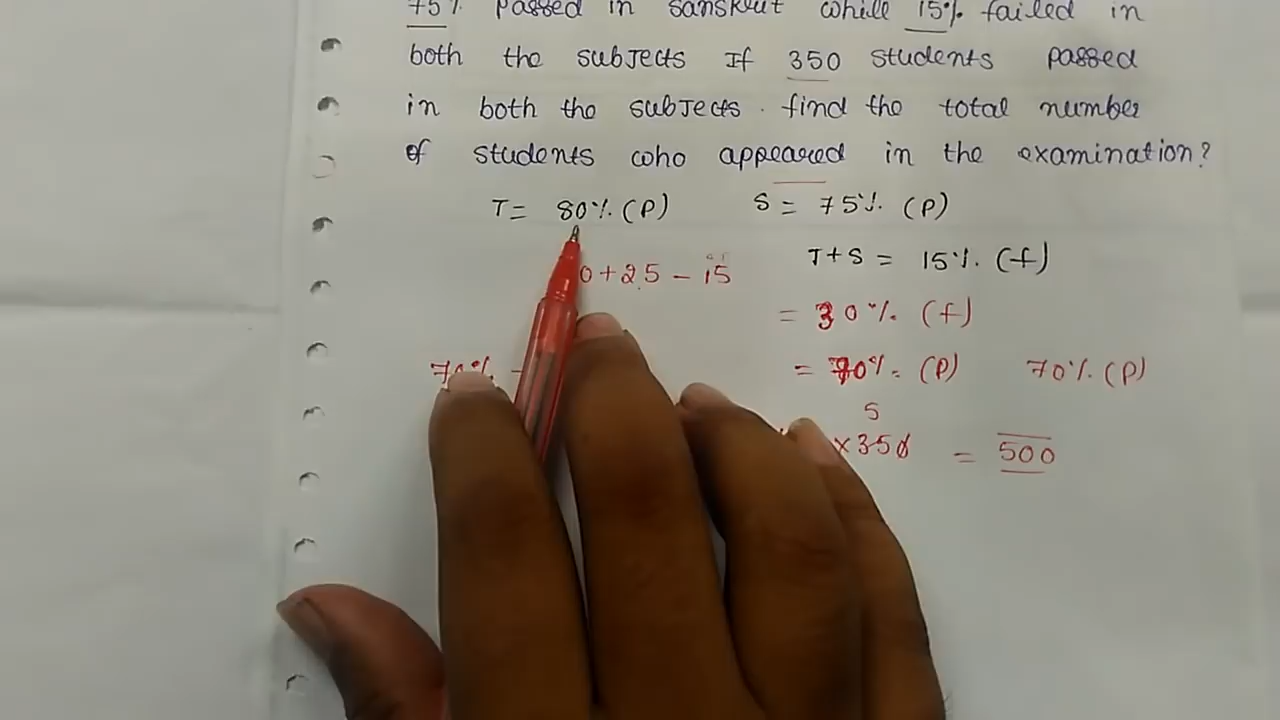 75% passed in sanskrit while 15% failed in
both the subjects If 350 students passed
in both the subjects. find the total number
of students who appeared in the examination?
T = 80% (P) S = 75% (P)
T+S = 15% (f)
0+25-15
= 30% (f)
= 70% = (P) 70% (P)
70%
5
×350 = 500